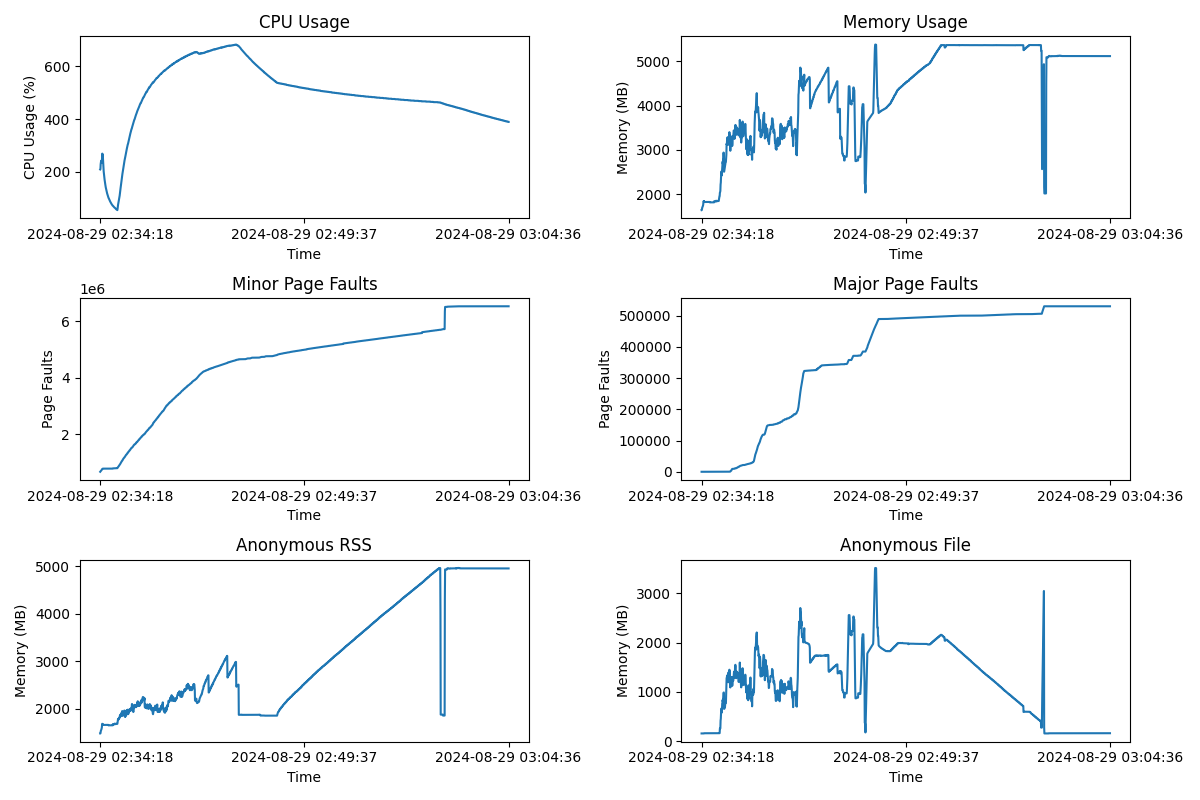 CPU Usage
CPU Usage (%)
600
400
200
2024-08-29 02:34:18
2024-08-29 02:49:37
2024-08-29 03:04:36
Time
Memory Usage
Memory (MB)
5000
4000
3000
2000
2024-08-29 02:34:18
2024-08-29 02:49:37
2024-08-29 03:04:36
Time
Minor Page Faults
1e6
Page Faults
6
4
2
2024-08-29 02:34:18
2024-08-29 02:49:37
2024-08-29 03:04:36
Time
Major Page Faults
Page Faults
500000
400000
300000
200000
100000
0
2024-08-29 02:34:18
2024-08-29 02:49:37
2024-08-29 03:04:36
Time
Anonymous RSS
Memory (MB)
5000
4000
3000
2000
2024-08-29 02:34:18
2024-08-29 02:49:37
2024-08-29 03:04:36
Time
Anonymous File
Memory (MB)
3000
2000
1000
0
2024-08-29 02:34:18
2024-08-29 02:49:37
2024-08-29 03:04:36
Time